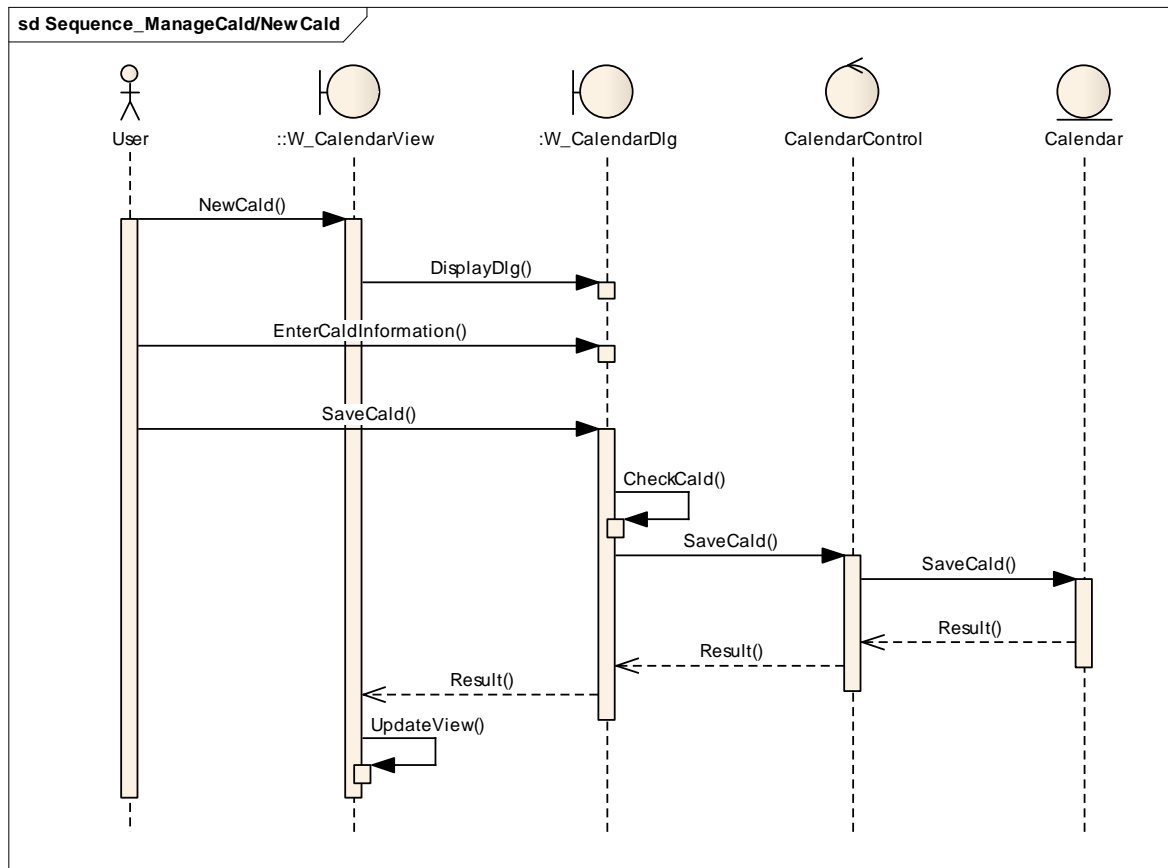 sd Sequence_ManageCald/NewCald
User
::W_CalendarView
:W_CalendarDlg
CalendarControl
Calendar
NewCald()
DisplayDlg()
EnterCaldInformation()
SaveCald()
CheckCald()
SaveCald()
SaveCald()
Result()
Result()
Result()
UpdateView()